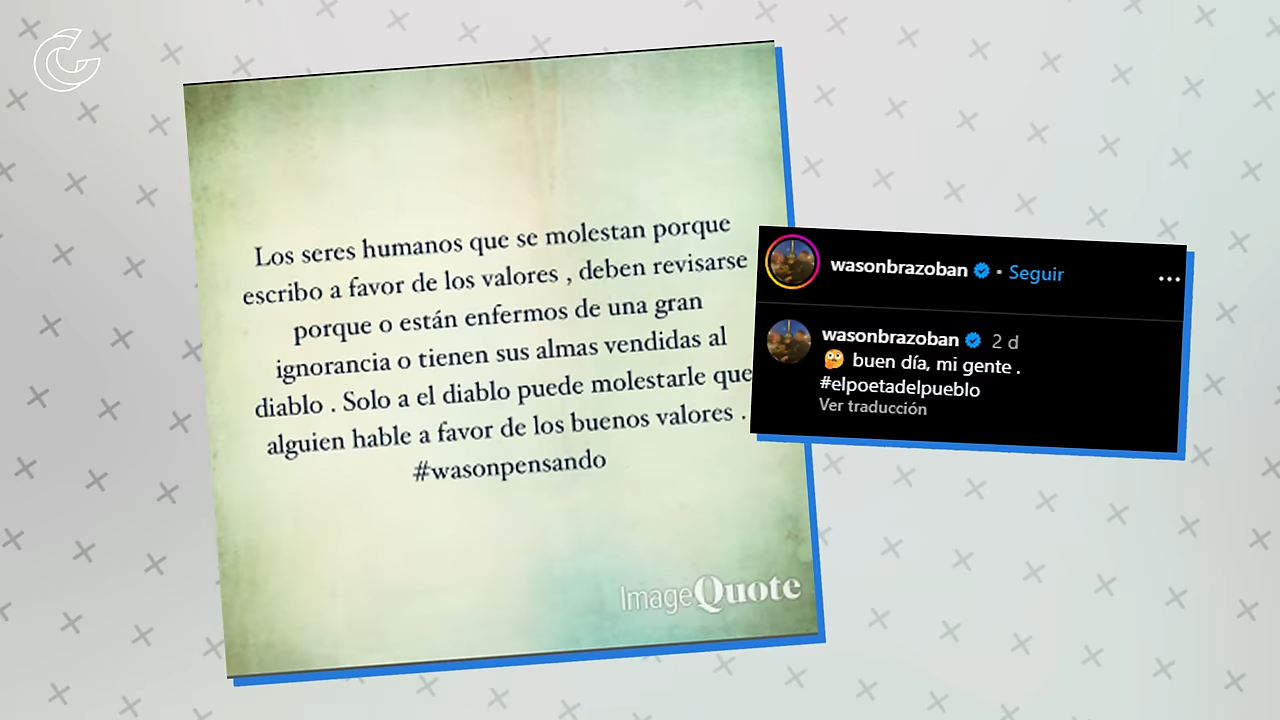 Los seres humanos que se molestan porque
escribo a favor de los valores , deben revisarse
porque o están enfermos de una gran
ignorancia o tienen sus almas vendidas al
diablo . Solo a el diablo puede molestarle que
alguien hable a favor de los buenos valores .
#wasonpensando
ImageQuote
wasonbrazoban • Seguir
wasonbrazoban 2 d
🤔 buen día, mi gente .
#elpoetadelpueblo
Ver traducción